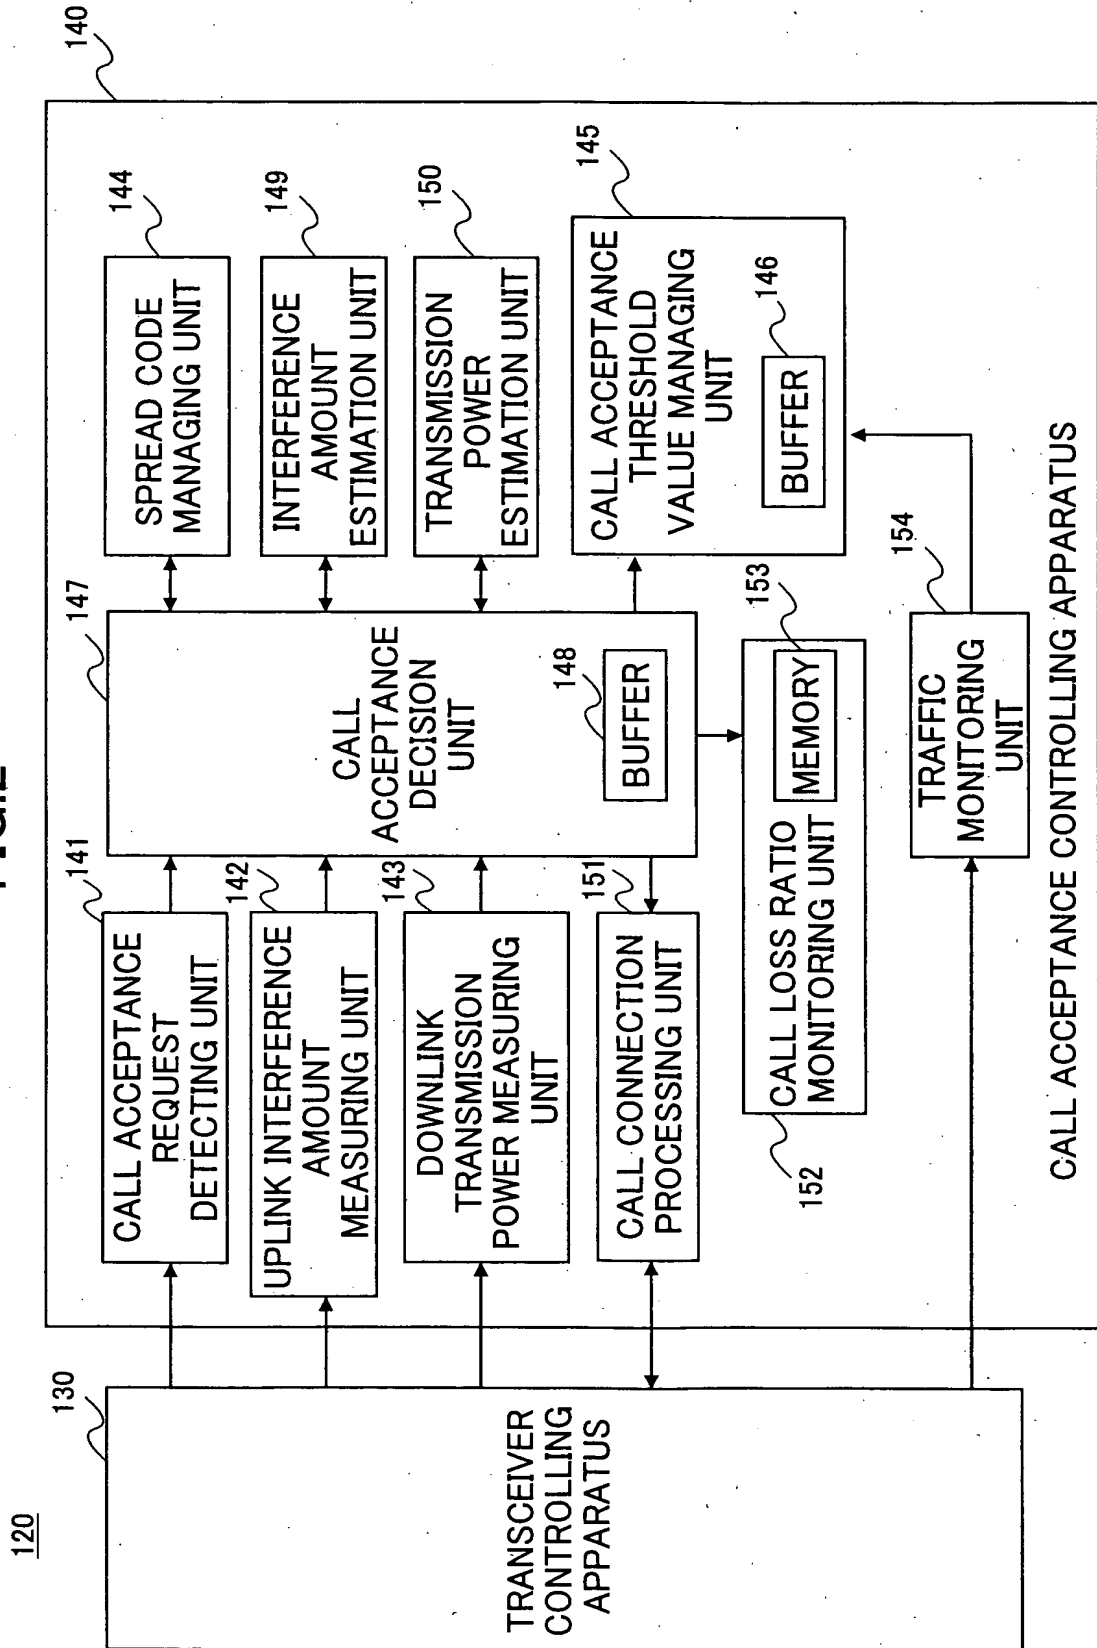 120
130
TRANSCEIVER
CONTROLLING
APPARATUS
140
141
CALL ACCEPTANCE
REQUEST
DETECTING UNIT
142
UPLINK INTERFERENCE
AMOUNT
MEASURING UNIT
143
DOWNLINK
TRANSMISSION
POWER MEASURING
UNIT
151
CALL CONNECTION
PROCESSING UNIT
147
CALL
ACCEPTANCE
DECISION
UNIT
148
BUFFER
144
SPREAD CODE
MANAGING UNIT
149
INTERFERENCE
AMOUNT
ESTIMATION UNIT
150
TRANSMISSION
POWER
ESTIMATION UNIT
145
CALL ACCEPTANCE
THRESHOLD
VALUE MANAGING
UNIT
146
BUFFER
152
CALL LOSS RATIO
MONITORING UNIT
153
MEMORY
154
TRAFFIC
MONITORING
UNIT
CALL ACCEPTANCE CONTROLLING APPARATUS